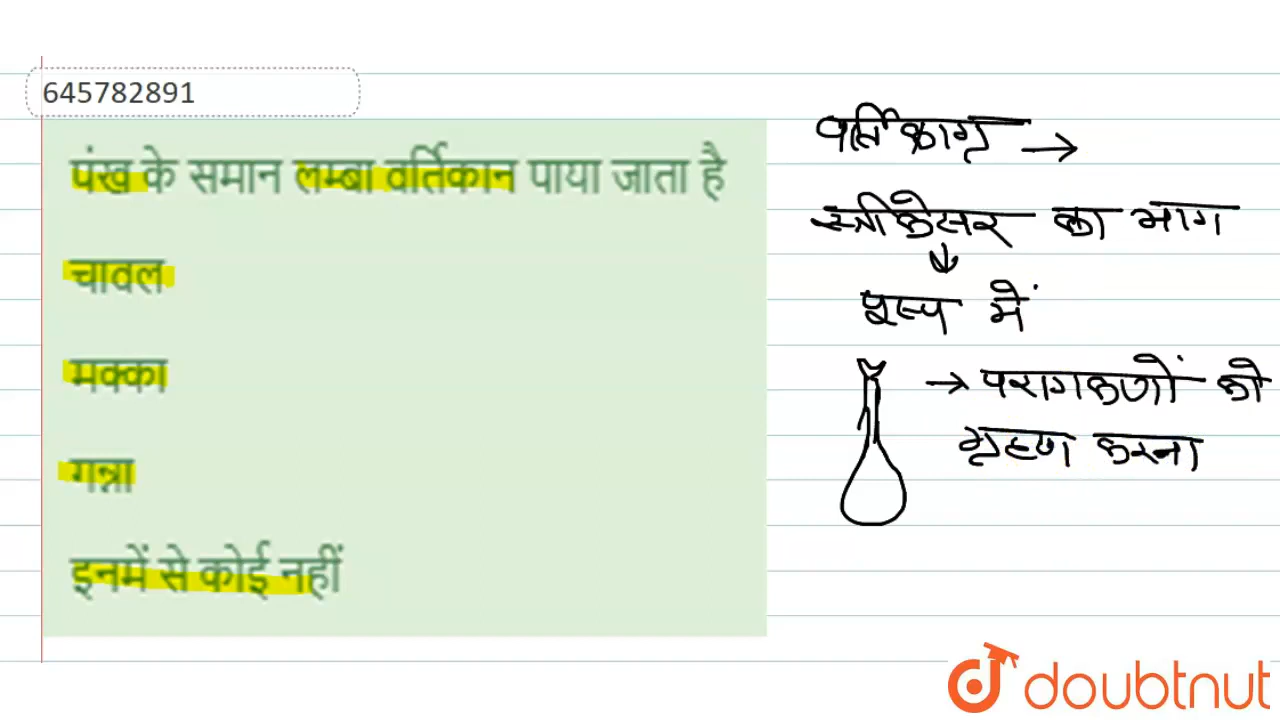 645782891
पंख के समान लम्बा वर्तिकान पाया जाता है
चावल
मक्का
गन्ना
इनमें से कोई नहीं
वर्तिकाग्र →
स्त्रीकेसर का भाग
↓
पुष्प में
→ परागकणों को
ग्रहण करना
doubtnut